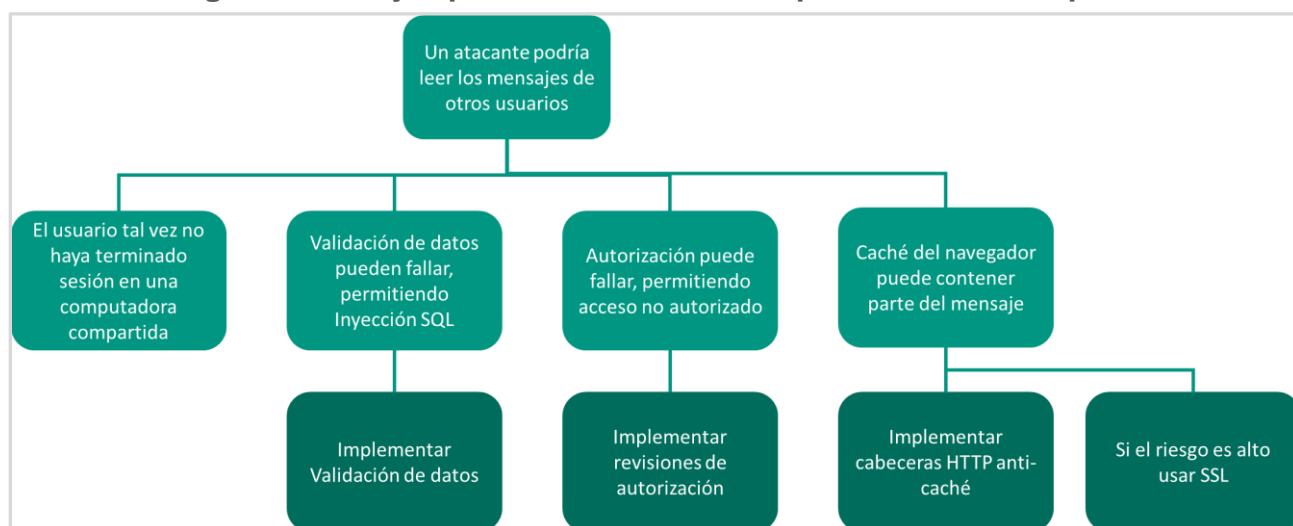 Un atacante podría
leer los mensajes de
otros usuarios
El usuario tal vez no
haya terminado
sesión en una
computadora
compartida
Validación de datos
pueden fallar,
permitiendo
Inyección SQL
Autorización puede
fallar, permitiendo
acceso no autorizado
Caché del navegador
puede contener
parte del mensaje
Implementar
Validación de datos
Implementar
revisiones de
autorización
Implementar
cabeceras HTTP anti-
caché
Si el riesgo es alto
usar SSL